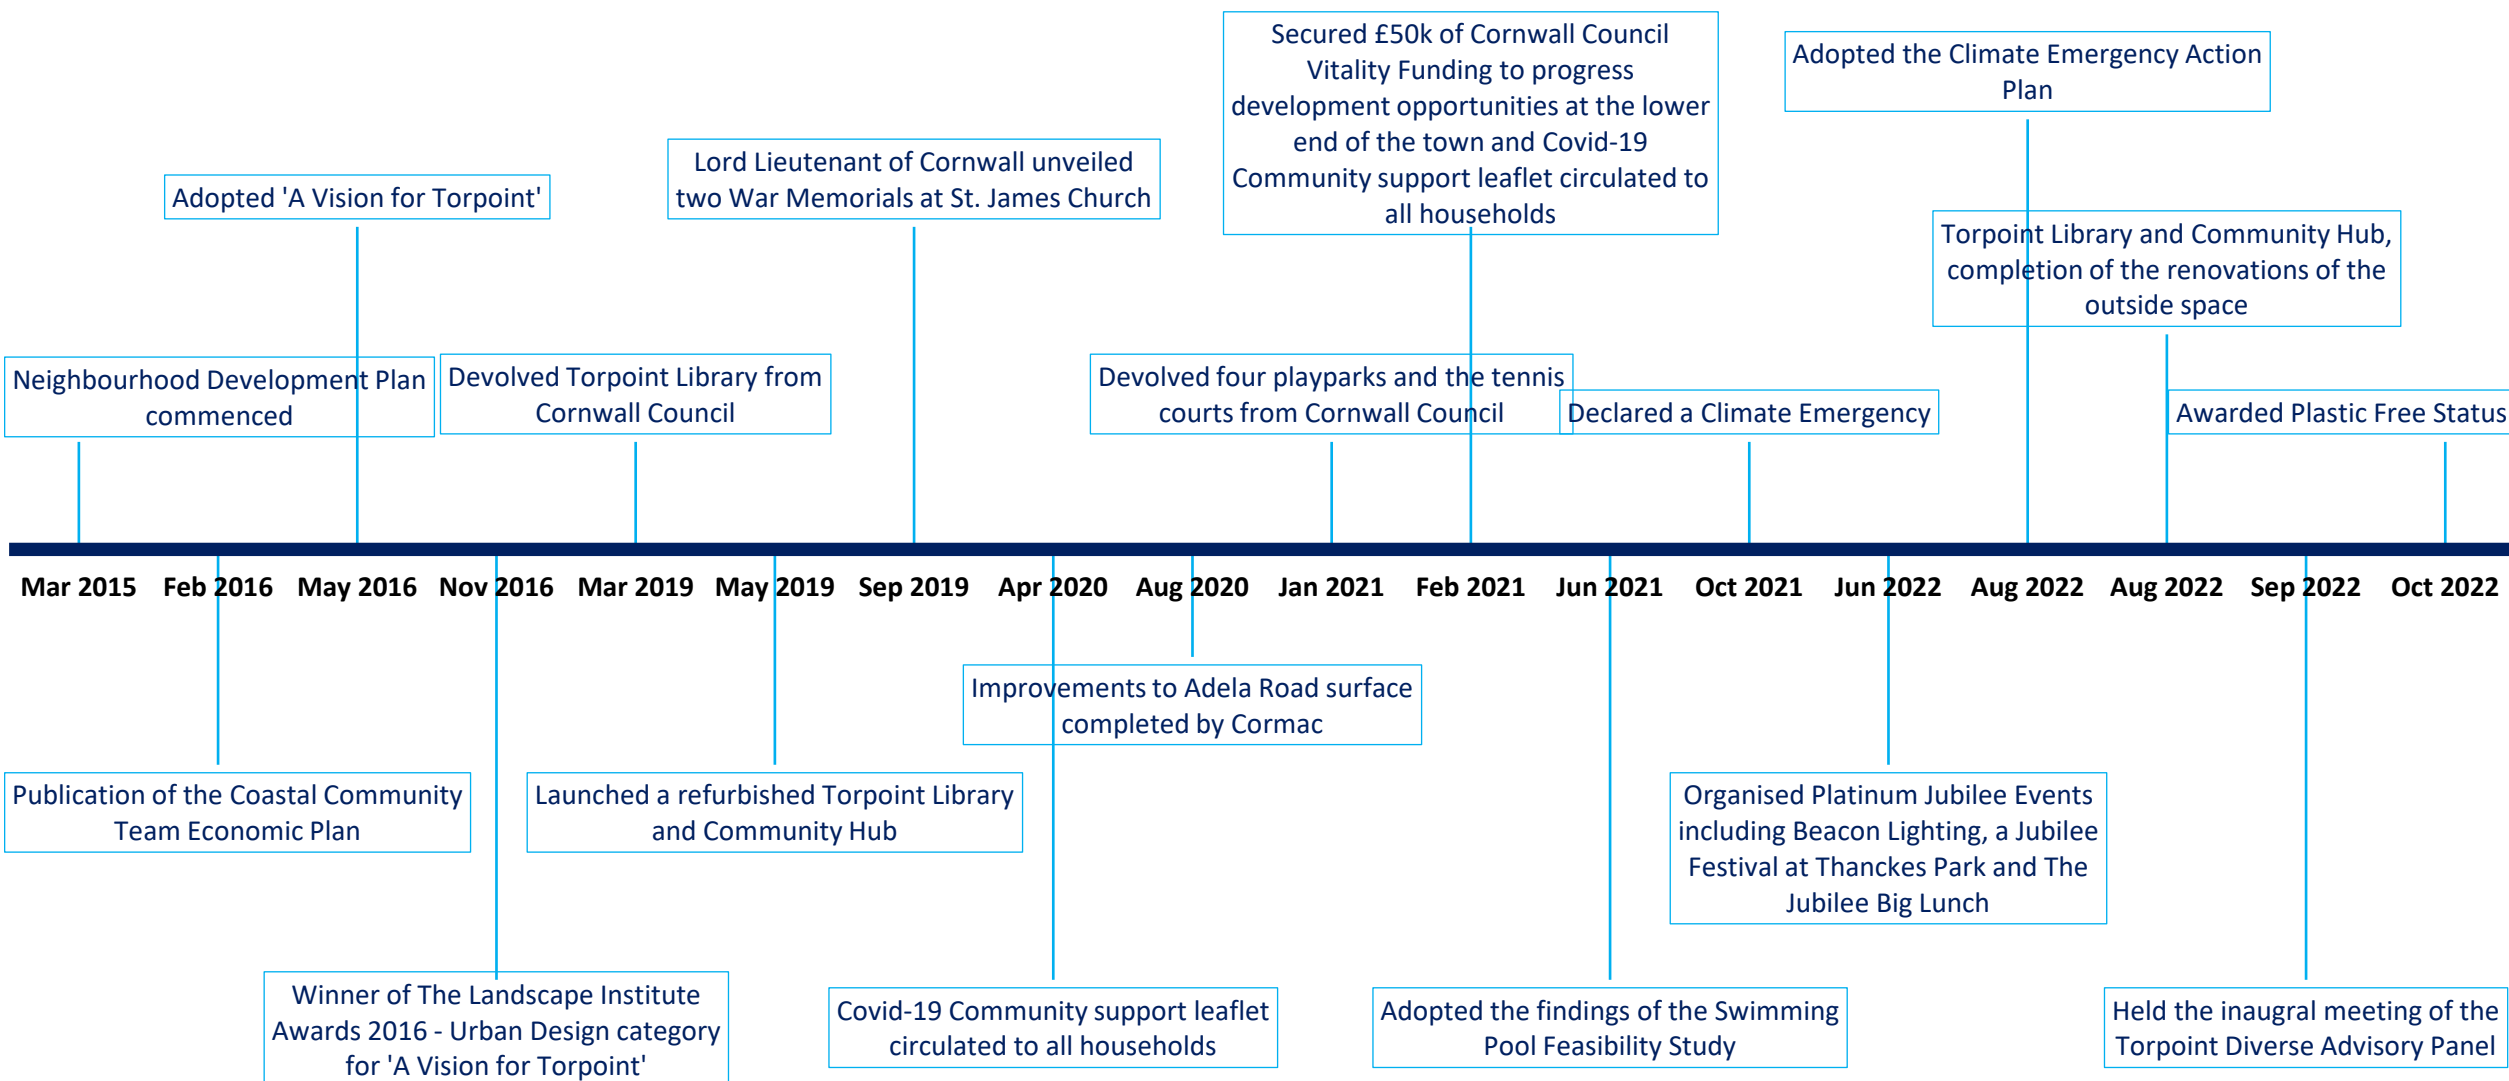 Secured £50k of Cornwall Council
Vitality Funding to progress
development opportunities at the lower
end of the town and Covid-19
Community support leaflet circulated to
all households
Adopted the Climate Emergency Action
Plan
Lord Lieutenant of Cornwall unveiled
two War Memorials at St. James Church
Adopted 'A Vision for Torpoint'
Torpoint Library and Community Hub,
completion of the renovations of the
outside space
Neighbourhood Development Plan
commenced
Devolved Torpoint Library from
Cornwall Council
Devolved four playparks and the tennis
courts from Cornwall Council
Declared a Climate Emergency
Awarded Plastic Free Status
Mar 2015 Feb 2016 May 2016 Nov 2016 Mar 2019 May 2019 Sep 2019 Apr 2020 Aug 2020 Jan 2021 Feb 2021 Jun 2021 Oct 2021 Jun 2022 Aug 2022 Aug 2022 Sep 2022 Oct 2022
Improvements to Adela Road surface
completed by Cormac
Publication of the Coastal Community
Team Economic Plan
Launched a refurbished Torpoint Library
and Community Hub
Organised Platinum Jubilee Events
including Beacon Lighting, a Jubilee
Festival at Thanckes Park and The
Jubilee Big Lunch
Winner of The Landscape Institute
Awards 2016 - Urban Design category
for 'A Vision for Torpoint'
Covid-19 Community support leaflet
circulated to all households
Adopted the findings of the Swimming
Pool Feasibility Study
Held the inaugral meeting of the
Torpoint Diverse Advisory Panel